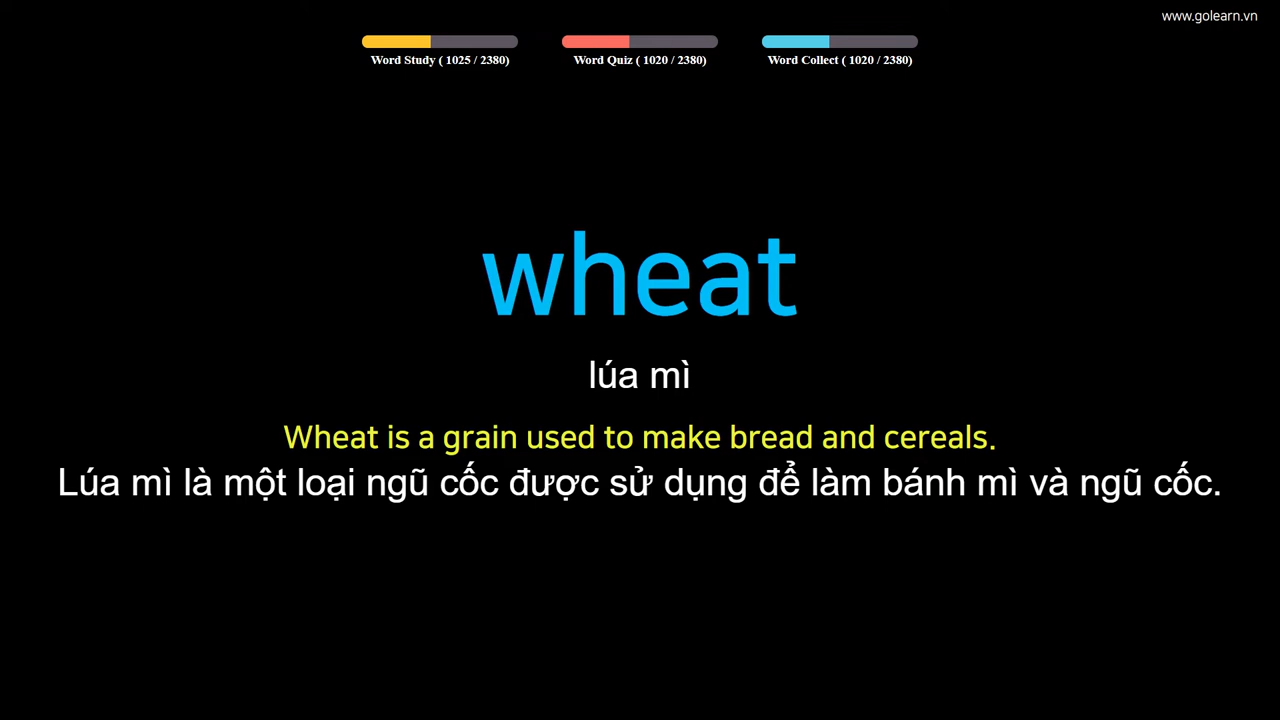 www.golearn.vn
Word Study ( 1025 / 2380) Word Quiz ( 1020 / 2380) Word Collect ( 1020 / 2380)
wheat
lúa mì
Wheat is a grain used to make bread and cereals.
Lúa mì là một loại ngũ cốc được sử dụng để làm bánh mì và ngũ cốc.